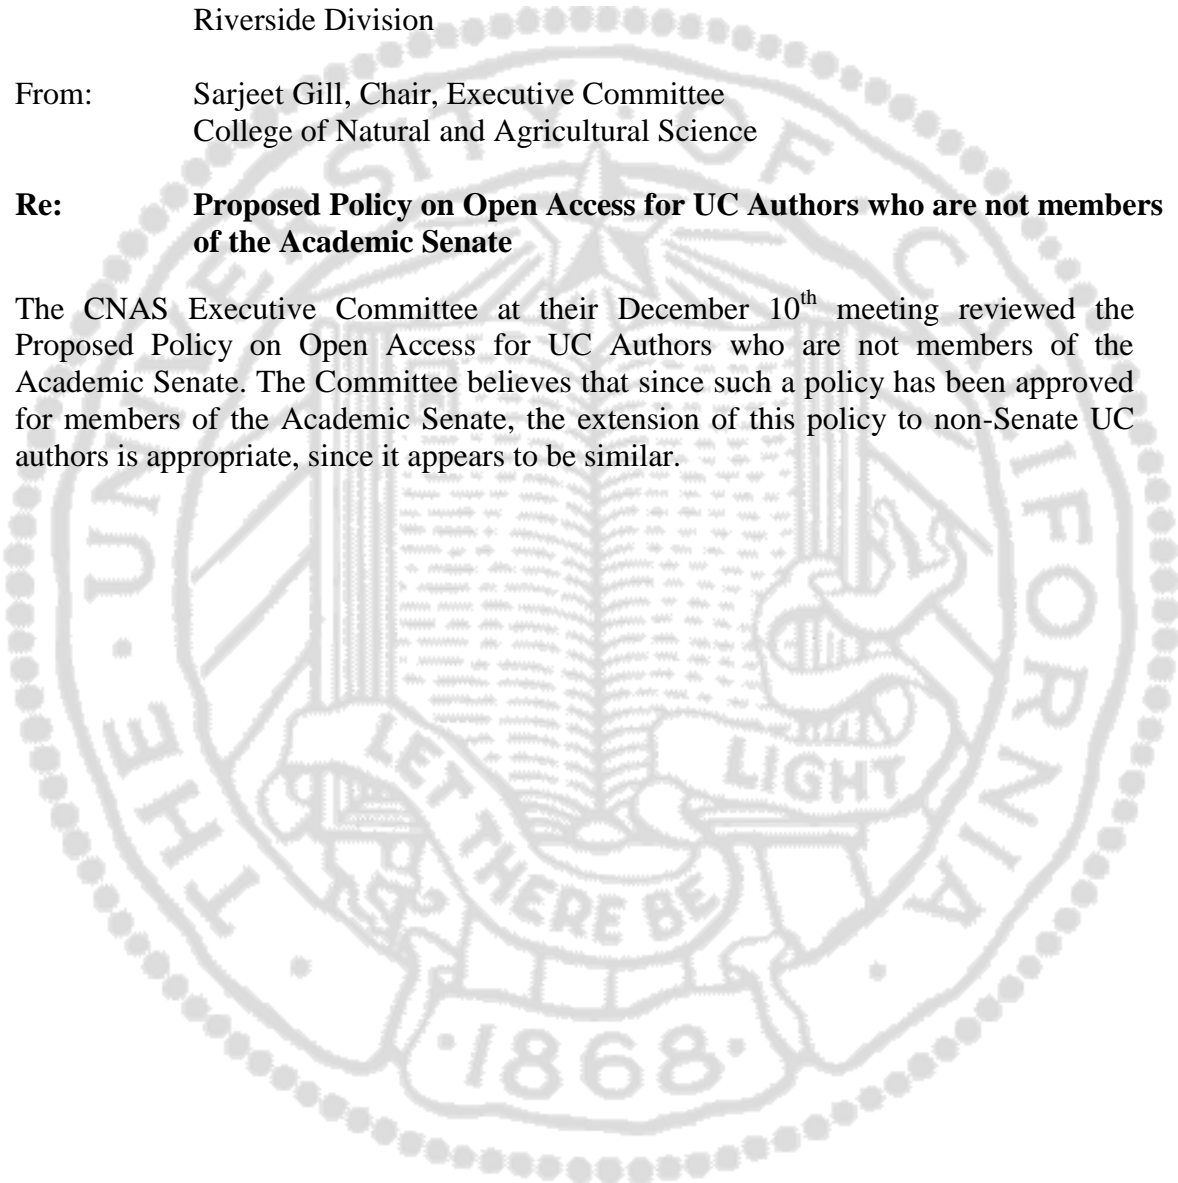 Riverside Division
From: Sarjeet Gill, Chair, Executive Committee
College of Natural and Agricultural Science
Re: Proposed Policy on Open Access for UC Authors who are not members
of the Academic Senate
The CNAS Executive Committee at their December 10th meeting reviewed the
Proposed Policy on Open Access for UC Authors who are not members of the
Academic Senate. The Committee believes that since such a policy has been approved
for members of the Academic Senate, the extension of this policy to non-Senate UC
authors is appropriate, since it appears to be similar.
THE · UNIVERSITY · OF CALIFORNIA
LET THERE BE LIGHT
·1868·